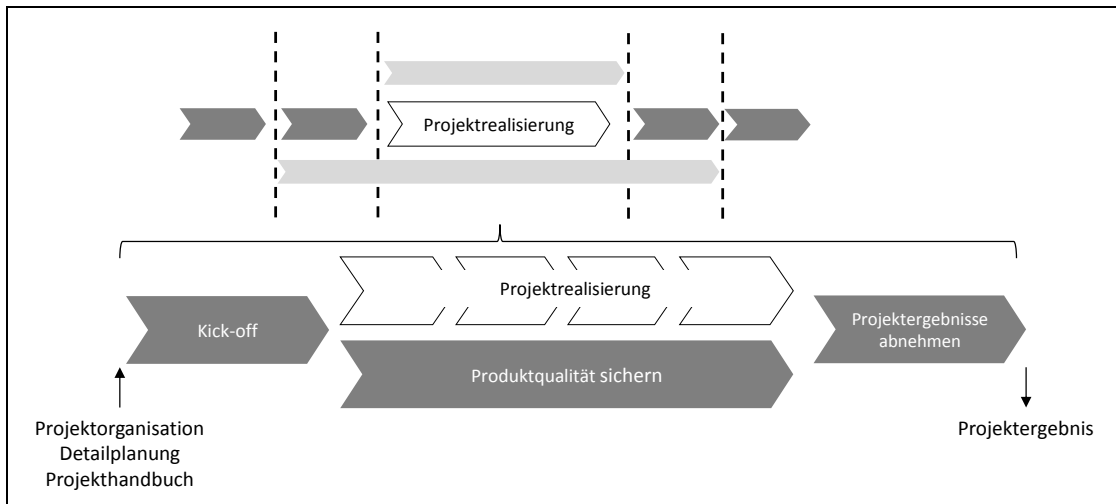 Projektrealisierung
Projektrealisierung
Kick-off
Projektergebnisse
abnehmen
Produktqualität sichern
Projektorganisation
Detailplanung
Projekthandbuch
Projektergebnis